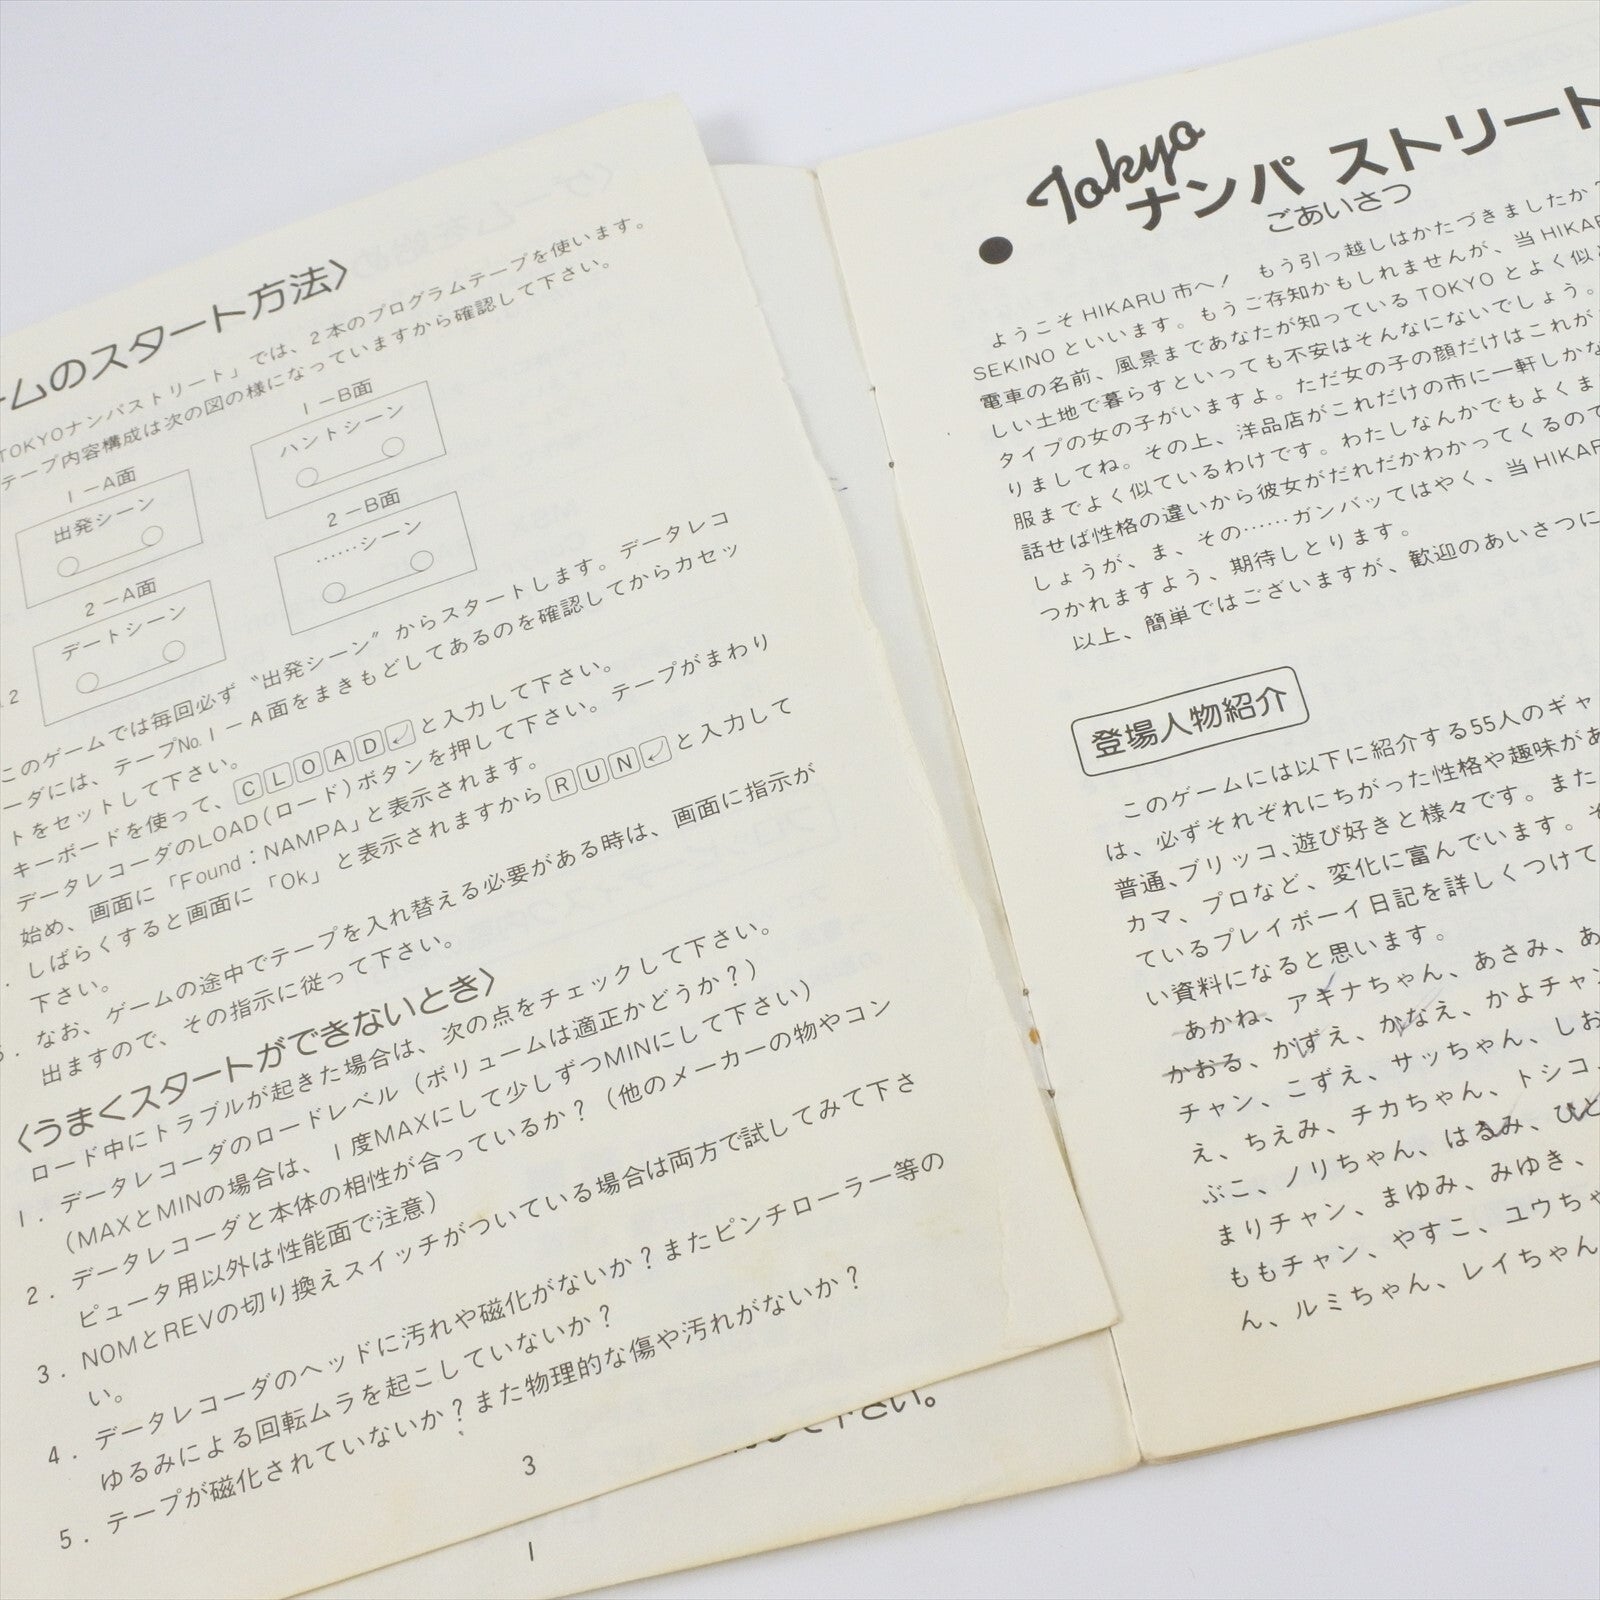 ームのスタート方法〉
TOKYOナンパストリート」では、2本のプログラムテープを使います。
テープ内容構成は次の図の様になっていますから確認して下さい。
1－A面
出発シーン
1－B面
ハントシーン
2－A面
デートシーン
2－B面
……シーン
このゲームでは毎回必ず〝出発シーン〟からスタートします。データレコ
ーダには、テープNo.1－A面をまきもどしてあるのを確認してからカセッ
トをセットして下さい。
キーボードを使って、CLOAD↵と入力して下さい。
データレコーダのLOAD(ロード)ボタンを押して下さい。テープがまわり
始め、画面に「Found：NAMPA」と表示されます。
しばらくすると画面に「Ok」と表示されますからRUN↵と入力して
下さい。
なお、ゲームの途中でテープを入れ替える必要がある時は、画面に指示が
出ますので、その指示に従って下さい。
〈うまくスタートができないとき〉
ロード中にトラブルが起きた場合は、次の点をチェックして下さい。
1．データレコーダのロードレベル（ボリュームは適正かどうか？）
（MAXとMINの場合は、1度MAXにして少しずつMINにして下さい）
2．データレコーダと本体の相性が合っているか？（他のメーカーの物やコン
ピュータ用以外は性能面で注意）
3．NOMとREVの切り換えスイッチがついている場合は両方で試してみて下さ
い。
4．データレコーダのヘッドに汚れや磁化がないか？またピンチローラー等の
ゆるみによる回転ムラを起こしていないか？
5．テープが磁化されていないか？また物理的な傷や汚れがないか？
3
て下さい。
1
Tokyo
ナンパ ストリート
● ごあいさつ
ようこそHIKARU市へ！ もう引っ越しはかたづきましたか？
SEKINOといいます。もうご存知かもしれませんが、当HIKAR
電車の名前、風景まであなたが知っているTOKYOとよく似
しい土地で暮らすといっても不安はそんなにないでしょう。
タイプの女の子がいますよ。ただ女の子の顔だけはこれが
りましてね。その上、洋品店がこれだけの市に一軒しかな
服までよく似ているわけです。わたしなんかでもよくま
話せば性格の違いから彼女がだれだかわかってくるので
しょうが、ま、その……ガンバッてはやく、当HIKAR
つかれますよう、期待しとります。
以上、簡単ではございますが、歓迎のあいさつに
登場人物紹介
このゲームには以下に紹介する55人のギャ
は、必ずそれぞれにちがった性格や趣味があ
普通、ブリッコ、遊び好きと様々です。また
カマ、プロなど、変化に富んでいます。そ
ているプレイボーイ日記を詳しくつけて
い資料になると思います。
アキナちゃん、あさみ、あ
あかね、かずえ、かなえ、かよチャン
かおる、こずえ、サッちゃん、しお
チャン、ちえみ、チカちゃん、トシコ、
え、ノリちゃん、はるみ、ひと
ぶこ、まゆみ、みゆき、
まりチャン、やすこ、ユウちゃ
ももチャン、ルミちゃん、レイちゃん
ん、